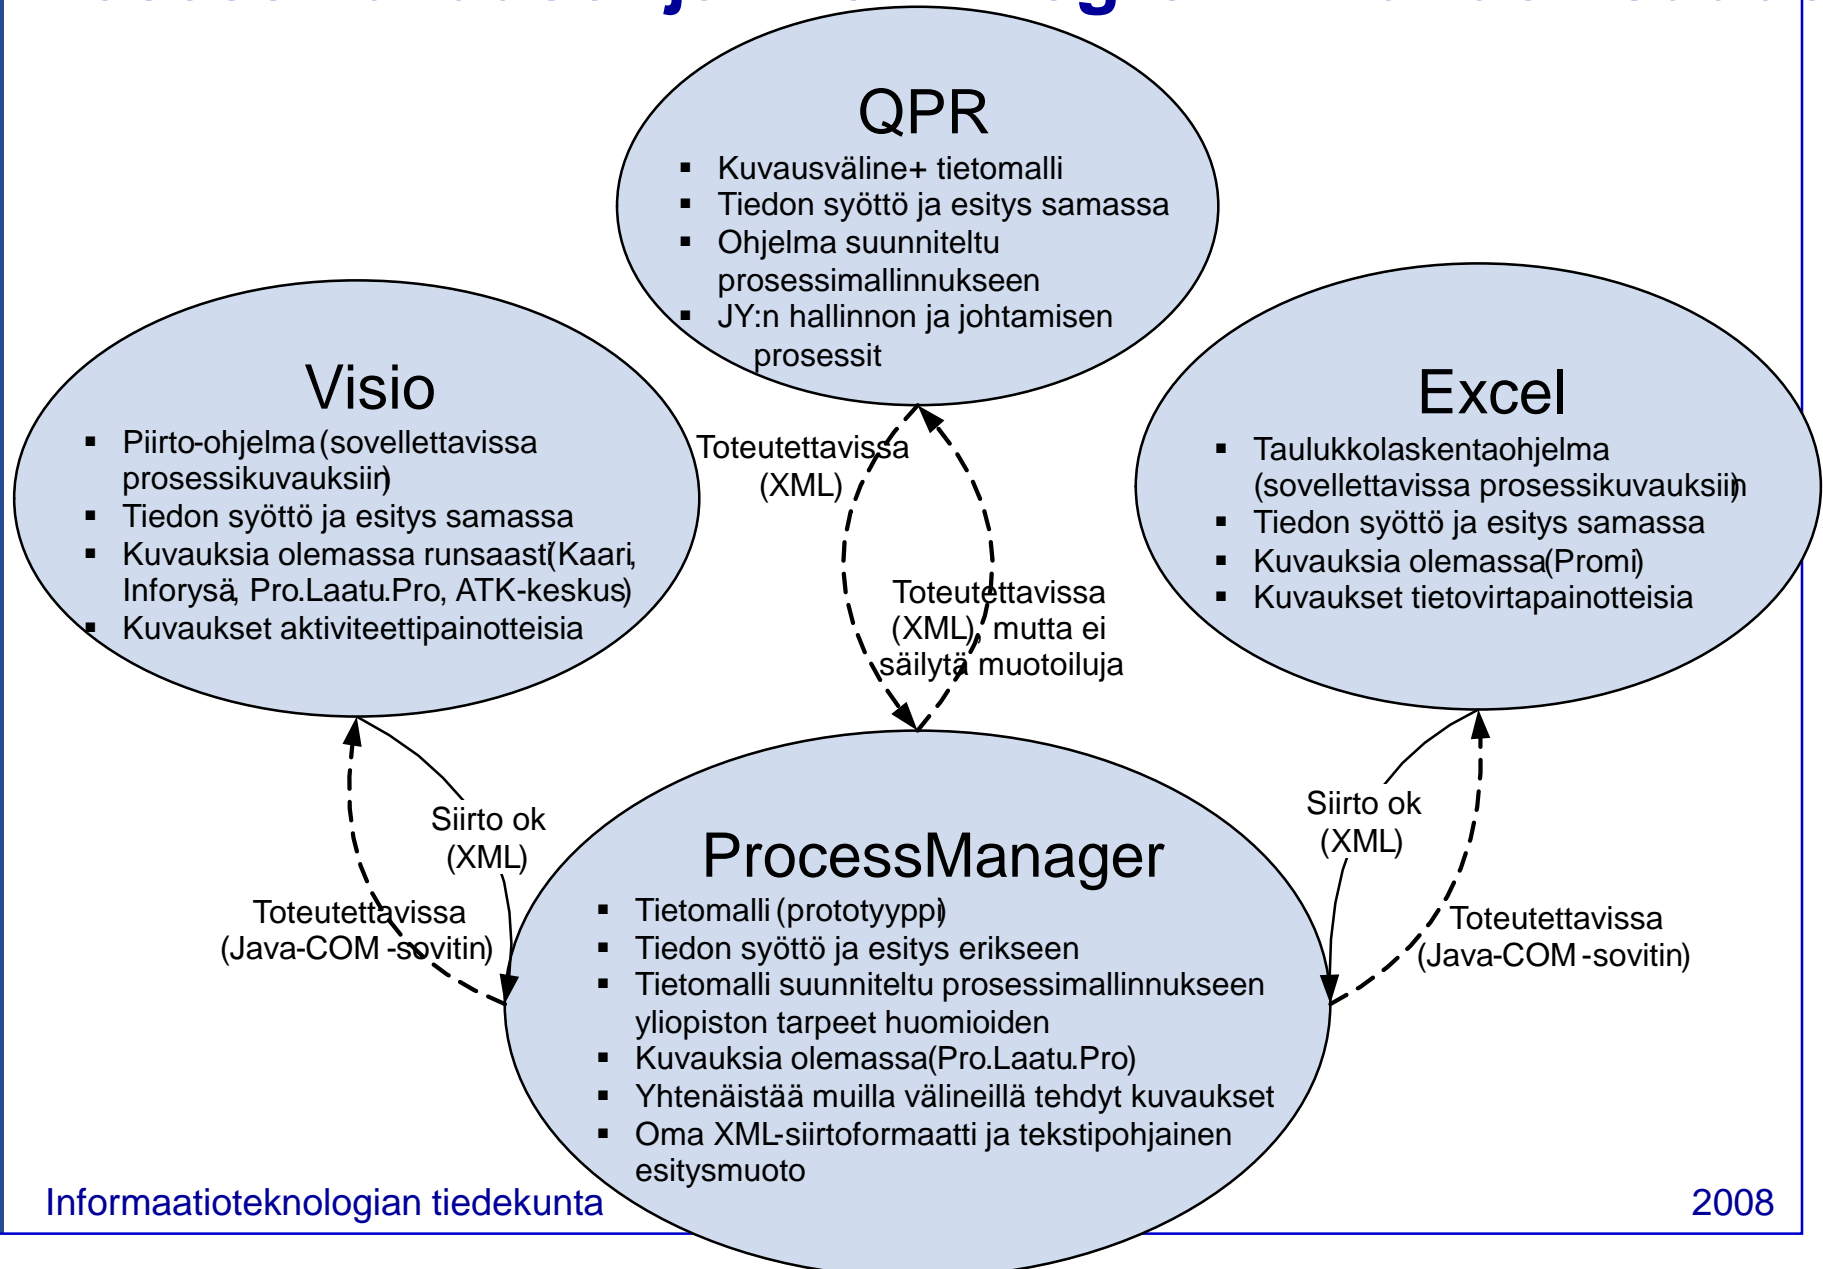 QPR
▪ Kuvausväline+ tietomalli
▪ Tiedon syöttö ja esitys samassa
▪ Ohjelma suunniteltu
prosessimallinnukseen
▪ JY:n hallinnon ja johtamisen
prosessit
Visio
▪ Piirto-ohjelma (sovellettavissa
prosessikuvauksiin)
▪ Tiedon syöttö ja esitys samassa
▪ Kuvauksia olemassa runsaasti(Kaari,
Inforysä, Pro.Laatu.Pro, ATK-keskus)
▪ Kuvaukset aktiviteettipainotteisia
Excel
▪ Taulukkolaskentaohjelma
(sovellettavissa prosessikuvauksiin)
▪ Tiedon syöttö ja esitys samassa
▪ Kuvauksia olemassa(Promi)
▪ Kuvaukset tietovirtapainotteisia
Toteutettavissa
(XML)
Toteutettavissa
(XML), mutta ei
säilytä muotoiluja
Siirto ok
(XML)
Toteutettavissa
(Java-COM -sovitin)
Siirto ok
(XML)
Toteutettavissa
(Java-COM -sovitin)
ProcessManager
▪ Tietomalli (prototyyppi)
▪ Tiedon syöttö ja esitys erikseen
▪ Tietomalli suunniteltu prosessimallinnukseen
yliopiston tarpeet huomioiden
▪ Kuvauksia olemassa(Pro.Laatu.Pro)
▪ Yhtenäistää muilla välineillä tehdyt kuvaukset
▪ Oma XML-siirtoformaatti ja tekstipohjainen
esitysmuoto
Informaatioteknologian tiedekunta
2008